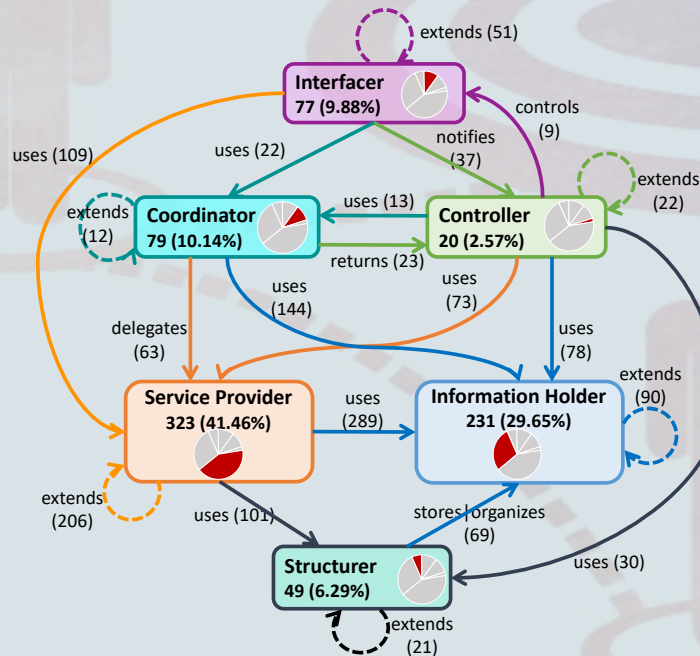 extends (51)
Interfacer
77 (9.88%)
controls
(9)
uses (109)
uses (22)
notifies
(37)
extends
(12)
Coordinator
79 (10.14%)
uses (13)
Controller
20 (2.57%)
extends
(22)
returns (23)
uses
(144)
uses
(73)
delegates
(63)
uses
(78)
Service Provider
323 (41.46%)
uses
(289)
Information Holder
231 (29.65%)
extends
(90)
extends
(206)
uses (101)
stores|organizes
(69)
uses (30)
Structurer
49 (6.29%)
extends
(21)